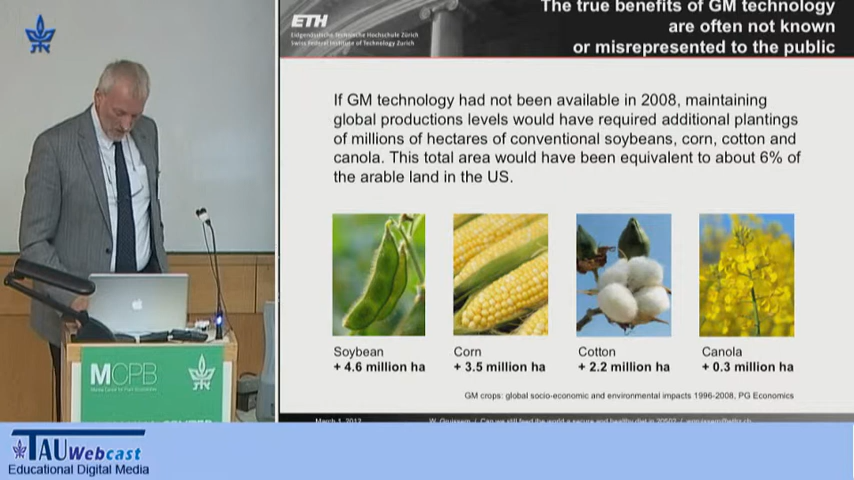 ETH
Eidgenössische Technische Hochschule Zürich
Swiss Federal Institute of Technology Zurich
The true benefits of GM technology
are often not known
or misrepresented to the public
If GM technology had not been available in 2008, maintaining
global productions levels would have required additional plantings
of millions of hectares of conventional soybeans, corn, cotton and
canola. This total area would have been equivalent to about 6% of
the arable land in the US.
Soybean
+ 4.6 million ha
Corn
+ 3.5 million ha
Cotton
+ 2.2 million ha
Canola
+ 0.3 million ha
GM crops: global socio-economic and environmental impacts 1996-2008, PG Economics
March 1, 2012
MCPB
TAU Webcast
Educational Digital Media